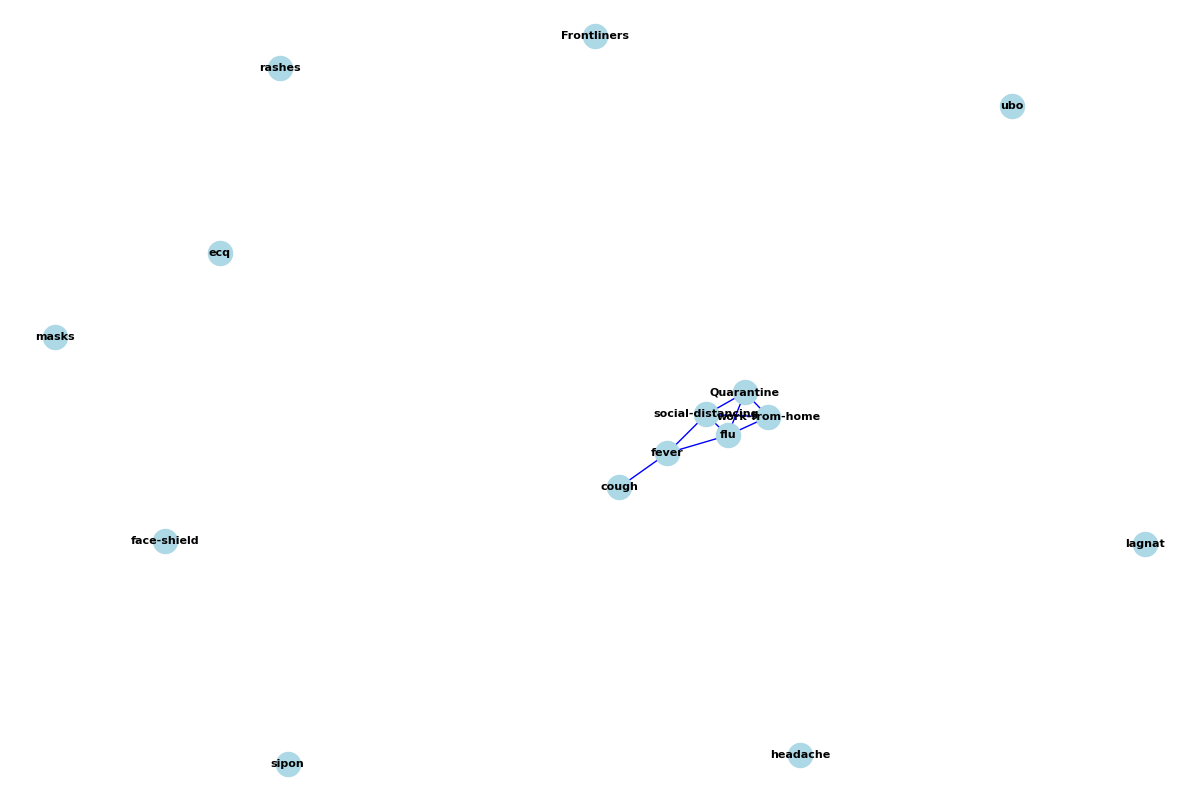 Frontliners
rashes
ubo
ecq
masks
Quarantine
social-distancing
work-from-home
flu
fever
cough
face-shield
lagnat
headache
sipon